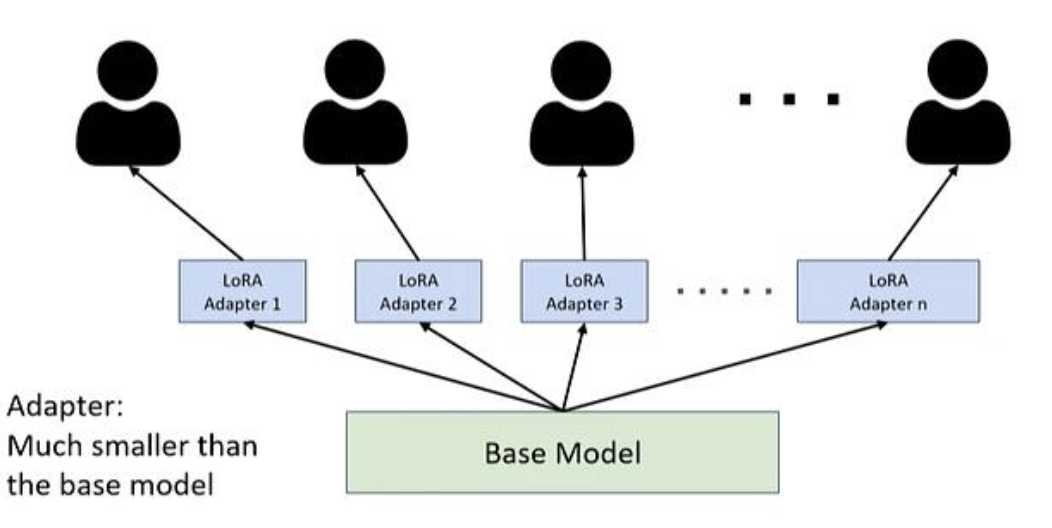 LoRA
Adapter 1
LoRA
Adapter 2
LoRA
Adapter 3
LoRA
Adapter n
Adapter:
Much smaller than
the base model
Base Model